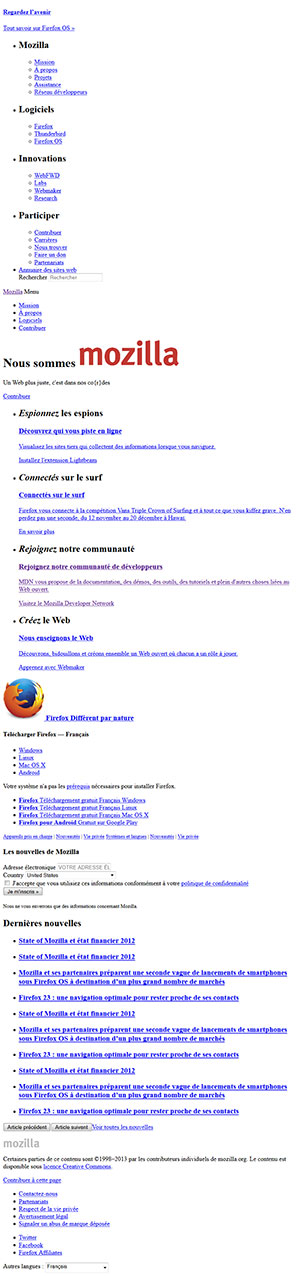 Regardez l'avenir
Tout savoir sur Firefox OS »
Mozilla
Mission
À propos
Projets
Assistance
Réseau développeurs
Logiciels
Firefox
Thunderbird
Firefox OS
Innovations
WebFWD
Labs
Webmaker
Research
Participer
Contribuer
Carrières
Nous trouver
Faire un don
Partenariats
Annuaire des sites web
Rechercher Rechercher
Mozilla Menu
Mission
À propos
Logiciels
Contribuer
Nous sommes mozilla
Un Web plus juste, c'est dans nos co{r}des
Contribuer
Espionnez les espions
Découvrez qui vous piste en ligne
Visualisez les sites tiers qui collectent des informations lorsque vous naviguez.
Installez l'extension Lightbeam
Connectés sur le surf
Connectés sur le surf
Firefox vous connecte à la compétition Vans Triple Crown of Surfing et à tout ce que vous kiffez grave. N'en
perdez pas une seconde, du 12 novembre au 20 décembre à Hawaï.
En savoir plus
Rejoignez notre communauté
Rejoignez notre communauté de développeurs
MDN vous propose de la documentation, des démos, des outils, des tutoriels et plein d'autres choses liées au
Web ouvert.
Visitez le Mozilla Developer Network
Créez le Web
Nous enseignons le Web
Découvrons, bidouillons et créons ensemble un Web ouvert où chacun a un rôle à jouer.
Apprenez avec Webmaker
Firefox Différent par nature
Télécharger Firefox — Français
Windows
Linux
Mac OS X
Android
Votre système n'a pas les prérequis nécessaires pour installer Firefox.
Firefox Téléchargement gratuit Français Windows
Firefox Téléchargement gratuit Français Linux
Firefox Téléchargement gratuit Français Mac OS X
Firefox pour Android Gratuit sur Google Play
Appareils pris en charge | Nouveautés | Vie privée Systèmes et langues | Nouveautés | Vie privée
Les nouvelles de Mozilla
Adresse électronique VOTRE ADRESSE ÉL
Country United States
J'accepte que vous utilisiez ces informations conformément à votre politique de confidentialité
Je m'inscris »
Nous ne vous enverrons que des informations concernant Mozilla.
Dernières nouvelles
State of Mozilla et état financier 2012
State of Mozilla et état financier 2012
Mozilla et ses partenaires préparent une seconde vague de lancements de smartphones
sous Firefox OS à destination d'un plus grand nombre de marchés
Firefox 23 : une navigation optimale pour rester proche de ses contacts
State of Mozilla et état financier 2012
Mozilla et ses partenaires préparent une seconde vague de lancements de smartphones
sous Firefox OS à destination d'un plus grand nombre de marchés
Firefox 23 : une navigation optimale pour rester proche de ses contacts
State of Mozilla et état financier 2012
Mozilla et ses partenaires préparent une seconde vague de lancements de smartphones
sous Firefox OS à destination d'un plus grand nombre de marchés
Firefox 23 : une navigation optimale pour rester proche de ses contacts
Article précédent Article suivant Voir toutes les nouvelles
mozilla
Certaines parties de ce contenu sont ©1998–2013 par les contributeurs individuels de mozilla.org. Le contenu est
disponible sous licence Creative Commons.
Contribuer à cette page
Contactez-nous
Partenariats
Respect de la vie privée
Avertissement légal
Signaler un abus de marque déposée
Twitter
Facebook
Firefox Affiliates
Autres langues : Français